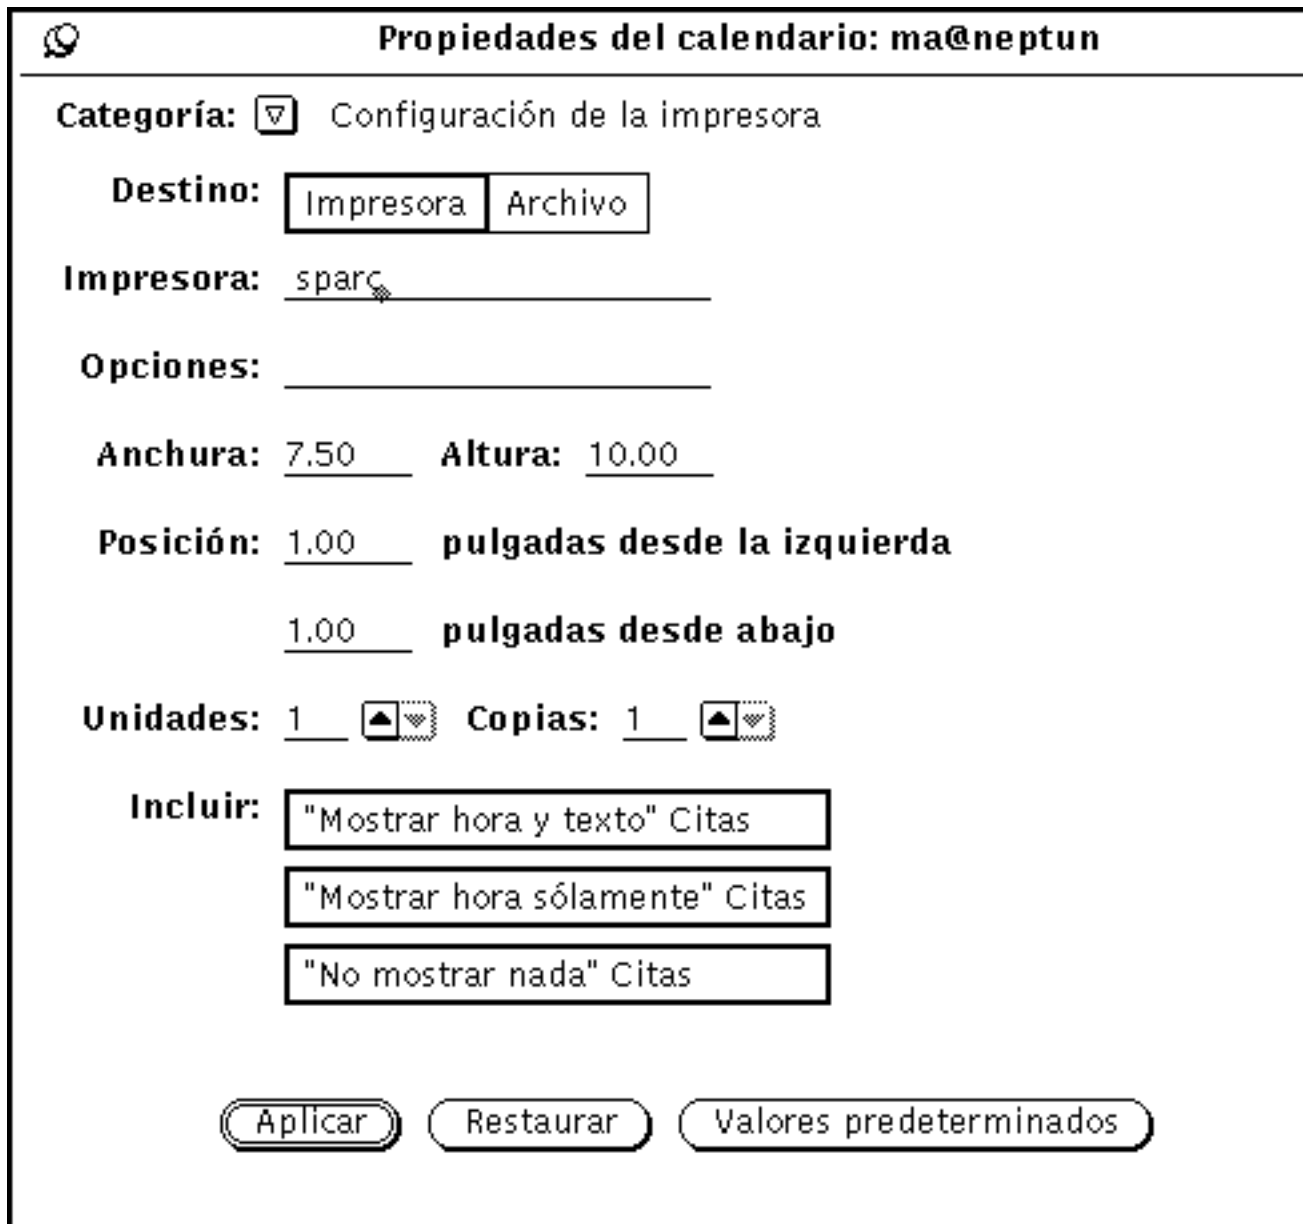 Propiedades del calendario: ma@neptun
Categoría: Configuración de la impresora
Destino: Impresora Archivo
Impresora: sparc
Opciones:
Anchura: 7.50 Altura: 10.00
Posición: 1.00 pulgadas desde la izquierda
1.00 pulgadas desde abajo
Unidades: 1 Copias: 1
Incluir: "Mostrar hora y texto" Citas
"Mostrar hora sólamente" Citas
"No mostrar nada" Citas
Aplicar Restaurar Valores predeterminados